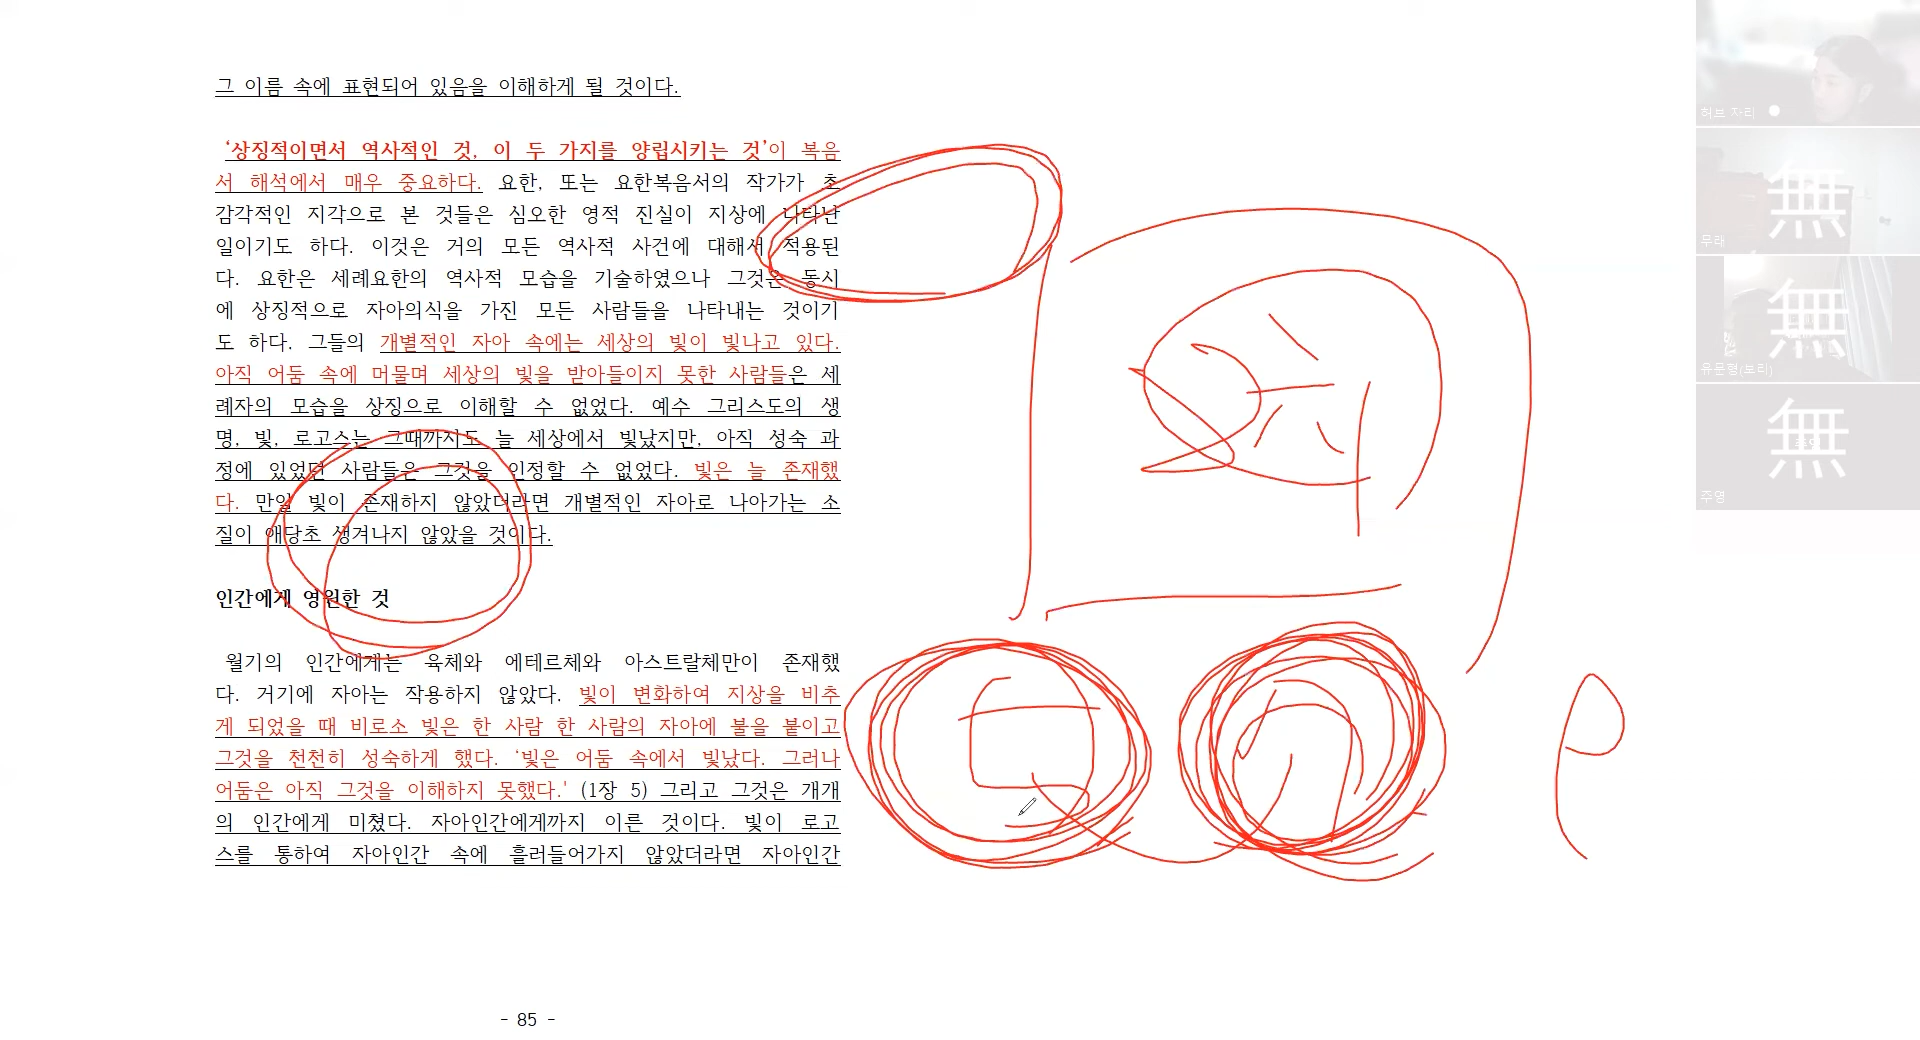 그 이름 속에 표현되어 있음을 이해하게 될 것이다.
‘상징적이면서 역사적인 것, 이 두 가지를 양립시키는 것’이 복음
서 해석에서 매우 중요하다. 요한, 또는 요한복음서의 작가가 초
감각적인 지각으로 본 것들은 심오한 영적 진실이 지상에 나타난
일이기도 하다. 이것은 거의 모든 역사적 사건에 대해서 적용된
다. 요한은 세례요한의 역사적 모습을 기술하였으나 그것은 동시
에 상징적으로 자아의식을 가진 모든 사람들을 나타내는 것이기
도 하다. 그들의 개별적인 자아 속에는 세상의 빛이 빛나고 있다.
아직 어둠 속에 머물며 세상의 빛을 받아들이지 못한 사람들은 세
례자의 모습을 상징으로 이해할 수 없었다. 예수 그리스도의 생
명, 빛, 로고스는 그때까지도 늘 세상에서 빛났지만, 아직 성숙 과
정에 있었던 사람들은 그것을 인정할 수 없었다. 빛은 늘 존재했
다. 만일 빛이 존재하지 않았더라면 개별적인 자아로 나아가는 소
질이 애당초 생겨나지 않았을 것이다.
인간에게 영원한 것
월기의 인간에게는 육체와 에테르체와 아스트랄체만이 존재했
다. 거기에 자아는 작용하지 않았다. 빛이 변화하여 지상을 비추
게 되었을 때 비로소 빛은 한 사람 한 사람의 자아에 불을 붙이고
그것을 천천히 성숙하게 했다. ‘빛은 어둠 속에서 빛났다. 그러나
어둠은 아직 그것을 이해하지 못했다.' (1장 5) 그리고 그것은 개개
의 인간에게 미쳤다. 자아인간에게까지 이른 것이다. 빛이 로고
스를 통하여 자아인간 속에 흘러들어가지 않았더라면 자아인간
- 85 -
허브 자리
無
무래
無
유문형(보리)
無
주영